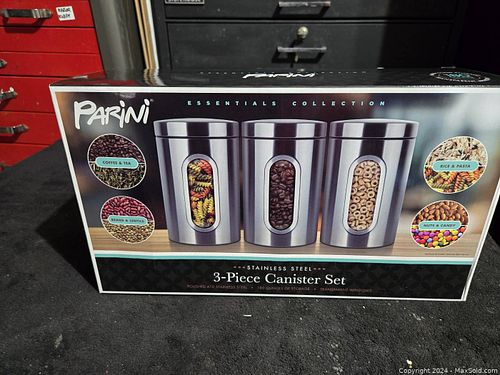 PARINI
PARINI
ESSENTIALS COLLECTION
COFFEE & TEA
BEANS & LENTILS
RICE & PASTA
NUTS & CANDY
STAINLESS STEEL
3-Piece Canister Set
Copyright 2024 - MaxSold.com